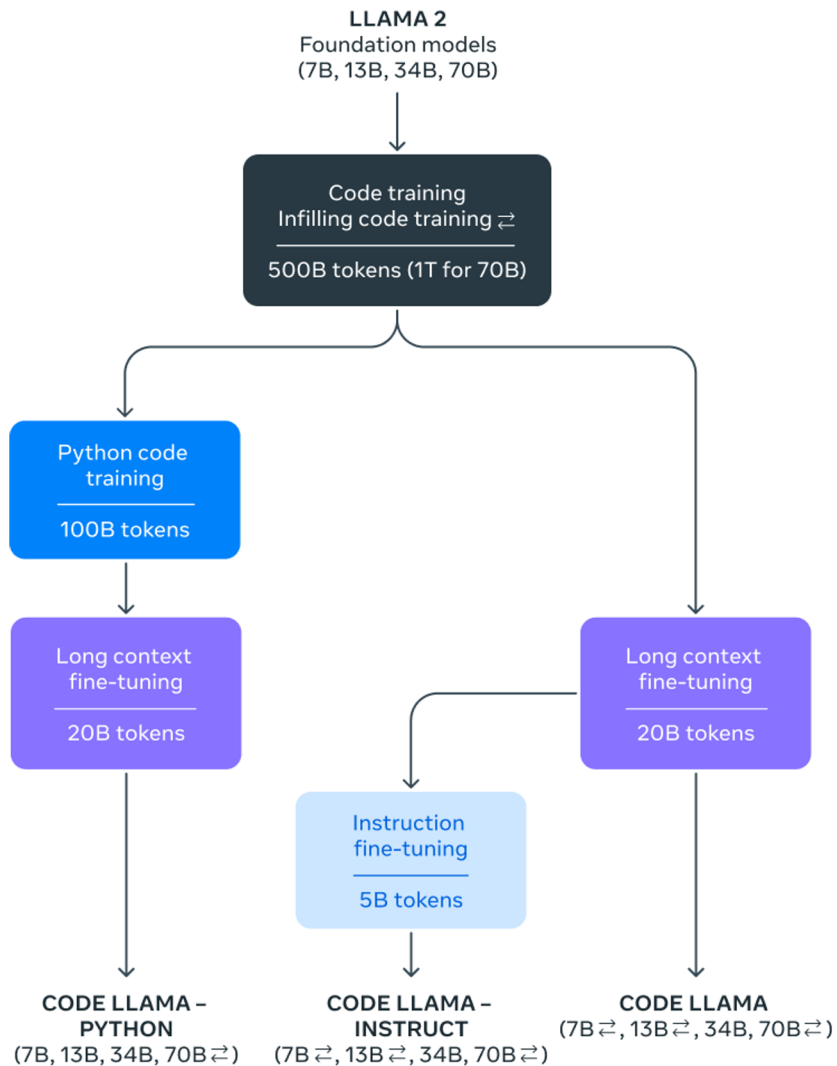 LLAMA 2
Foundation models
(7B, 13B, 34B, 70B)
Code training
Infilling code training ⇄
500B tokens (1T for 70B)
Python code
training
100B tokens
Long context
fine-tuning
20B tokens
Long context
fine-tuning
20B tokens
Instruction
fine-tuning
5B tokens
CODE LLAMA –
PYTHON
(7B, 13B, 34B, 70B⇄)
CODE LLAMA –
INSTRUCT
(7B⇄, 13B⇄, 34B, 70B⇄)
CODE LLAMA
(7B⇄, 13B⇄, 34B, 70B⇄)